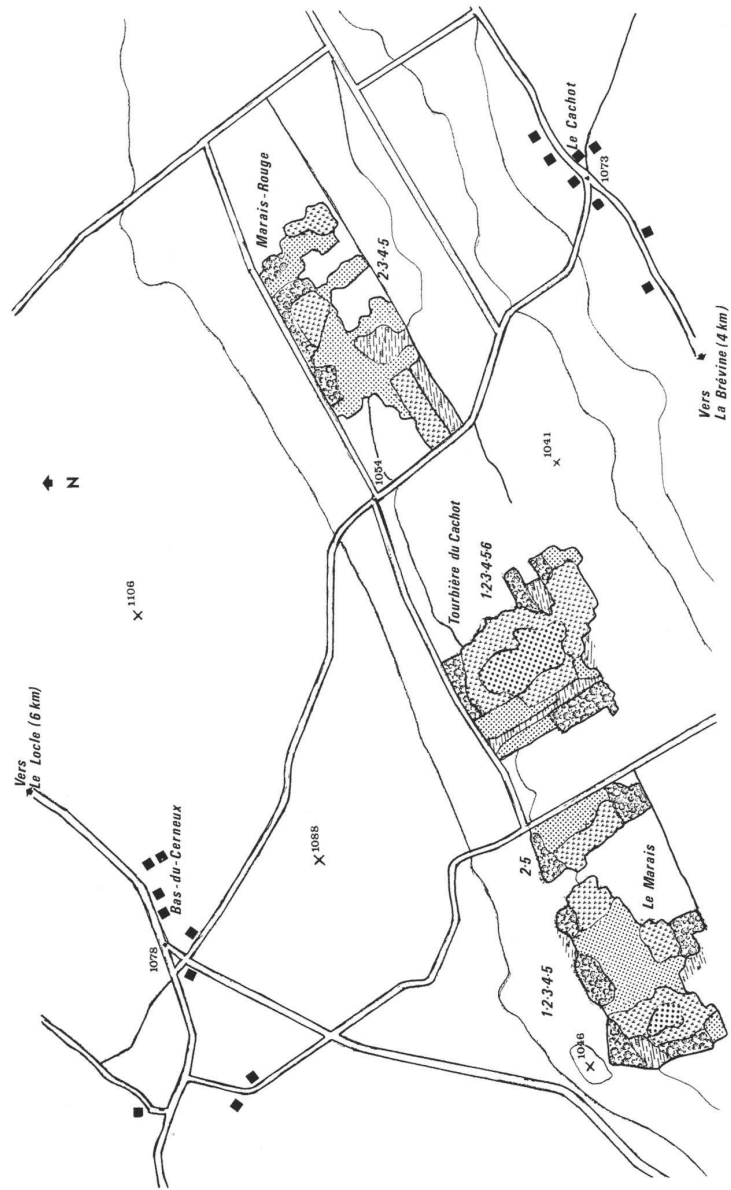 Vers
Le Locle (6 km)
Bas-du-Cerneux
1078
1106
1088
N
Marais-Rouge
2·3·4·5
1054
Le Cachot
1073
Vers
La Brévine (4 km)
1041
Tourbière du Cachot
1·2·3·4·5·6
2·5
Le Marais
1·2·3·4·5
1046